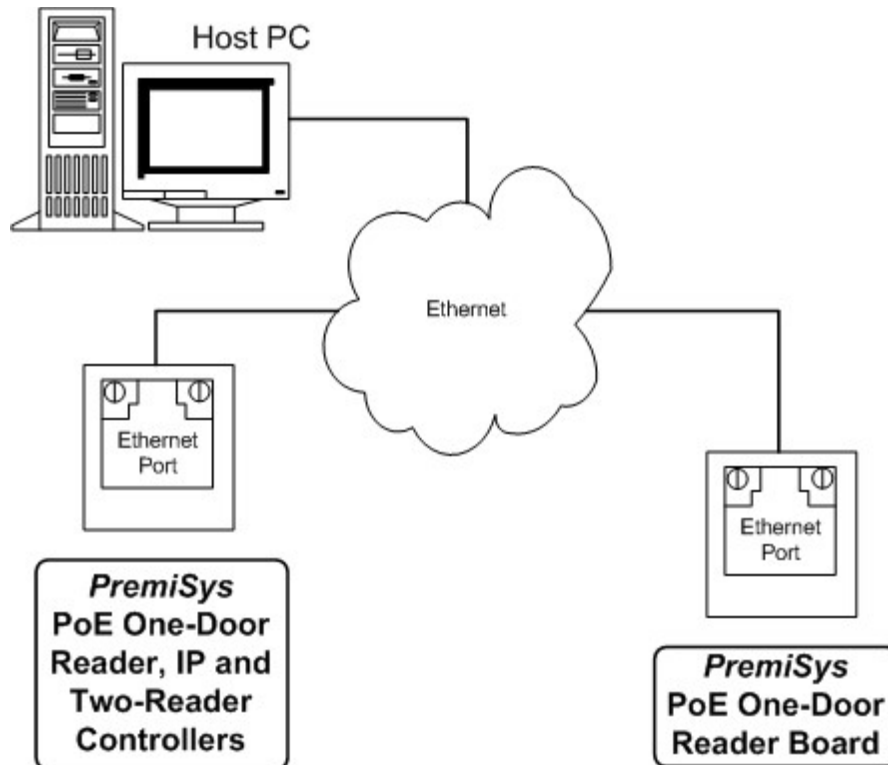 Host PC
Ethernet
Ethernet
Port
Ethernet
Port
PremiSys
PoE One-Door
Reader, IP and
Two-Reader
Controllers
PremiSys
PoE One-Door
Reader Board